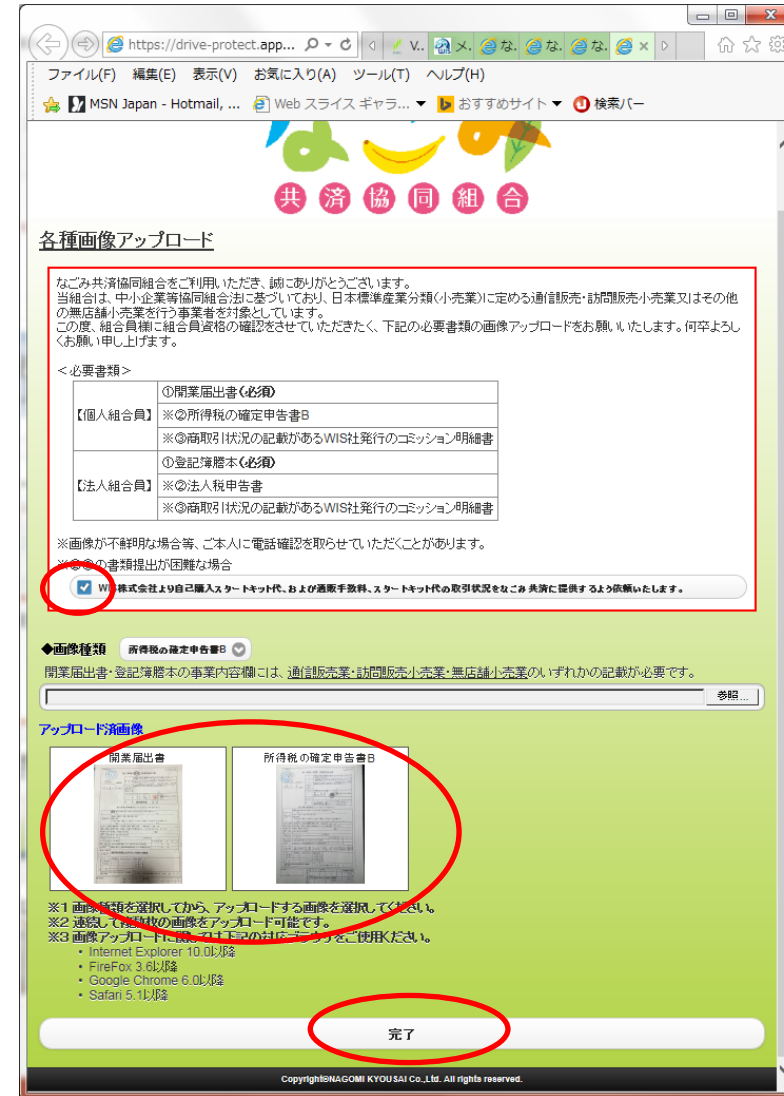 https://drive-protect.app...
V..
な.
な.
な.
ファイル(F) 編集(E) 表示(V) お気に入り(A) ツール(T) ヘルプ(H)
MSN Japan - Hotmail, ... Web スライス ギャラ... おすすめサイト 検索バー
なごみ
共済協同組合
各種画像アップロード
なごみ共済協同組合をご利用いただき、誠にありがとうございます。
当組合は、中小企業等協同組合法に基づいており、日本標準産業分類(小売業)に定める通信販売・訪問販売小売業又はその他
の無店舗小売業を行う事業者を対象としています。
この度、組合員様に組合員資格の確認をさせていただきたく、下記の必要書類の画像アップロードをお願いいたします。何卒よろし
くお願い申し上げます。
<必要書類>
【個人組合員】
①開業届出書(必須)
※②所得税の確定申告書B
※③商取引状況の記載があるWIS社発行のコミッション明細書
【法人組合員】
①登記簿謄本(必須)
※②法人税申告書
※③商取引状況の記載があるWIS社発行のコミッション明細書
※画像が不鮮明な場合等、ご本人に電話確認を取らせていただくことがあります。
※②③の書類提出が困難な場合
WIS株式会社より自己購入スタートキット代、および通販手数料、スタートキット代の取引状況をなごみ共済に提供するよう依頼いたします。
◆画像種類 所得税の確定申告書B
開業届出書・登記簿謄本の事業内容欄には、通信販売業・訪問販売小売業・無店舗小売業のいずれかの記載が必要です。
参照...
アップロード済画像
開業届出書 所得税の確定申告書B
※1 画像種類を選択してから、アップロードする画像を選択してください。
※2 連続して複数枚の画像をアップロード可能です。
※3 画像アップロードに関しては下記の対応ブラウザをご使用ください。
・ Internet Explorer 10.0以降
・ FireFox 3.6以降
・ Google Chrome 6.0以降
・ Safari 5.1以降
完了
Copyright©NAGOMI KYOUSAI Co.,Ltd. All rights reserved.